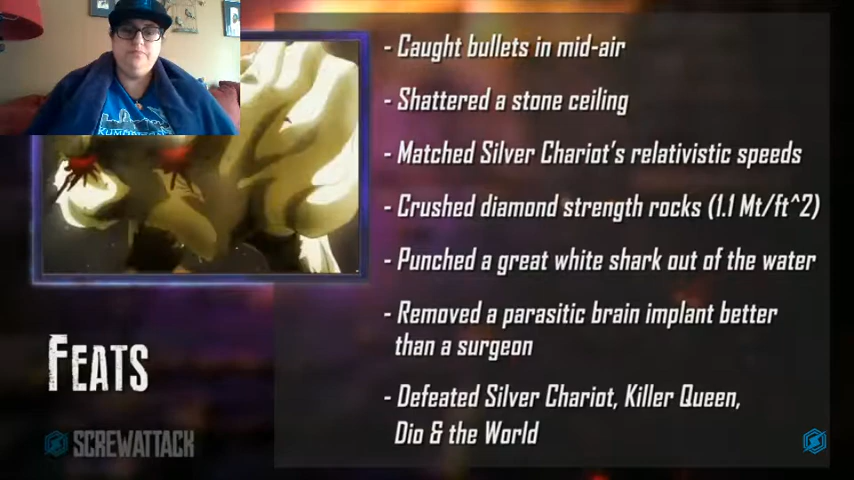 - Caught bullets in mid-air
- Shattered a stone ceiling
- Matched Silver Chariot's relativistic speeds
- Crushed diamond strength rocks (1.1 Mt/ft^2)
- Punched a great white shark out of the water
- Removed a parasitic brain implant better
than a surgeon
- Defeated Silver Chariot, Killer Queen,
Dio & the World
FEATS
SCREWATTACK